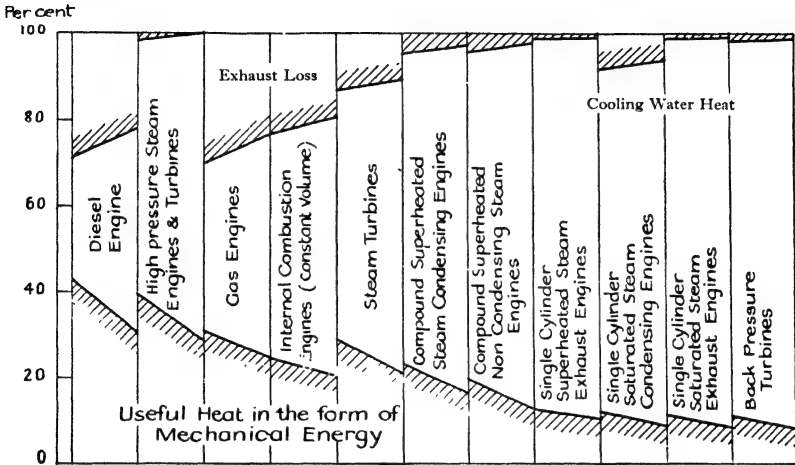 Per cent
100
80
60
40
20
0
Exhaust Loss
Cooling Water Heat
Diesel
Engine
High pressure Steam
Engines & Turbines
Gas Engines
Internal Combustion
Engines (Constant Volume)
Steam Turbines
Compound Superheated
Steam Condensing Engines
Compound Superheated
Non Condensing Steam
Engines
Single Cylinder
Superheated Steam
Exhaust Engines
Single Cylinder
Saturated Steam
Condensing Engines
Single Cylinder
Saturated Steam
Exhaust Engines
Back Pressure
Turbines
Useful Heat in the form of
Mechanical Energy